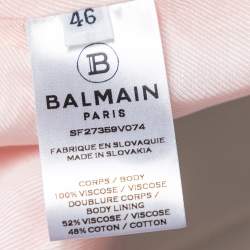 46
B
BALMAIN
PARIS
SF27359V074
FABRIQUE EN SLOVAQUIE
MADE IN SLOVAKIA
CORPS / BODY
100% VISCOSE / VISCOSE
DOUBLURE CORPS /
BODY LINING
52% VISCOSE / VISCOSE
48% COTON / COTTON